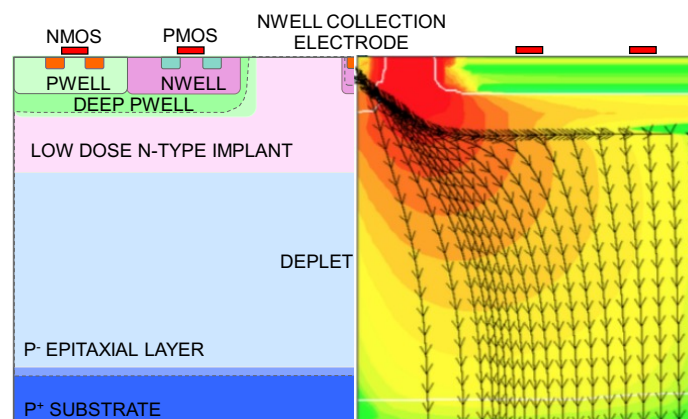 NWELL COLLECTION
ELECTRODE
NMOS
PMOS
PWELL
NWELL
DEEP PWELL
LOW DOSE N-TYPE IMPLANT
DEPLET
P- EPITAXIAL LAYER
P+ SUBSTRATE